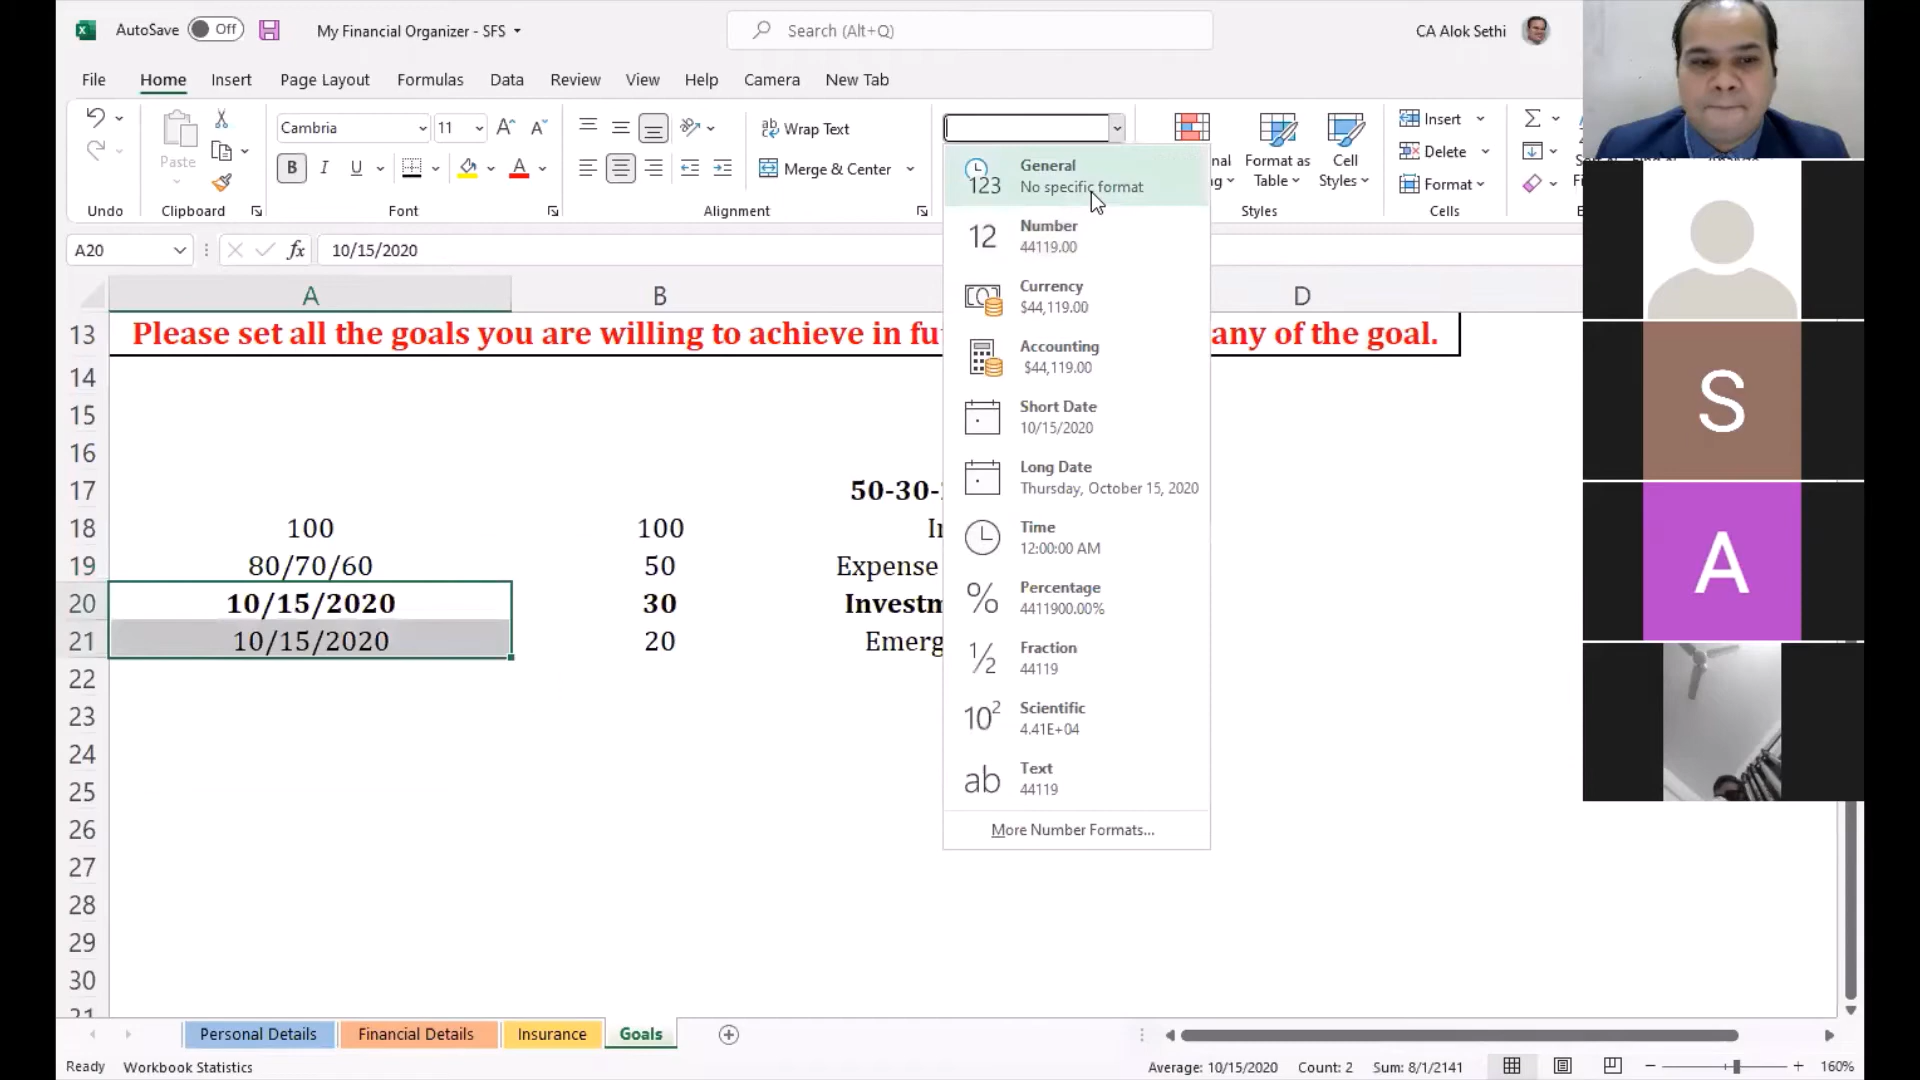 AutoSave Off My Financial Organizer - SFS Search (Alt+Q) CA Alok Sethi
File Home Insert Page Layout Formulas Data Review View Help Camera New Tab
Cambria 11 Wrap Text Insert
Paste B I U Merge & Center Format as Table Cell Styles Delete
Format
Undo Clipboard Font Alignment Styles Cells
A20 fx 10/15/2020
General
No specific format
Number
44119.00
Currency
$44,119.00
Accounting
$44,119.00
Short Date
10/15/2020
Long Date
Thursday, October 15, 2020
Time
12:00:00 AM
Percentage
4411900.00%
Fraction
44119
Scientific
4.41E+04
Text
44119
More Number Formats...
A B D
13 Please set all the goals you are willing to achieve in fu any of the goal.
14
15
16
17 50-30-
18 100 100
19 80/70/60 50 Expense
20 10/15/2020 30 Investm
21 10/15/2020 20 Emerg
22
23
24
25
26
27
28
29
30
S
A
Personal Details Financial Details Insurance Goals
Ready Workbook Statistics Average: 10/15/2020 Count: 2 Sum: 8/1/2141 160%